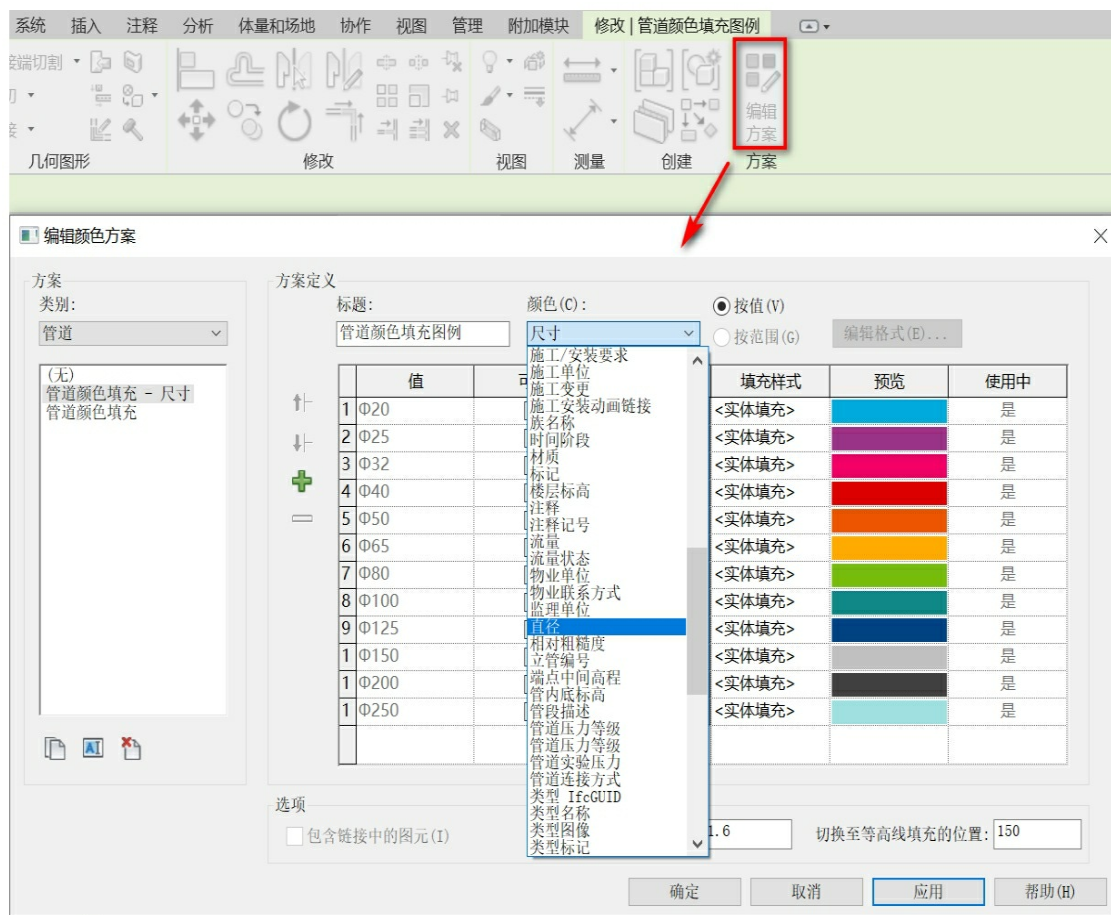 系统 插入 注释 分析 体量和场地 协作 视图 管理 附加模块 修改 | 管道颜色填充图例
端切割
编辑
方案
几何图形 修改 视图 测量 创建 方案
编辑颜色方案
方案 方案定义
类别: 标题: 颜色(C): 按值(V)
管道 管道颜色填充图例 尺寸 按范围(G) 编辑格式(E)...
(无)
管道颜色填充 - 尺寸
管道颜色填充
值 填充样式 预览 使用中
1 Φ20 <实体填充> 是
2 Φ25 <实体填充> 是
3 Φ32 <实体填充> 是
4 Φ40 <实体填充> 是
5 Φ50 <实体填充> 是
6 Φ65 <实体填充> 是
7 Φ80 <实体填充> 是
8 Φ100 <实体填充> 是
9 Φ125 <实体填充> 是
1 Φ150 <实体填充> 是
1 Φ200 <实体填充> 是
1 Φ250 <实体填充> 是
施工/安装要求
施工单位
施工变更
施工安装动画链接
族名称
时间阶段
材质
标记
楼层标高
注释
注释记号
流量
流量状态
物业单位
物业联系方式
监理单位
直径
相对粗糙度
立管编号
端点中间高程
管内底标高
管段描述
管道压力等级
管道压力等级
管道实验压力
管道连接方式
类型 IfcGUID
类型名称
类型图像
类型标记
选项
包含链接中的图元(I) 1.6 切换至等高线填充的位置: 150
确定 取消 应用 帮助(H)